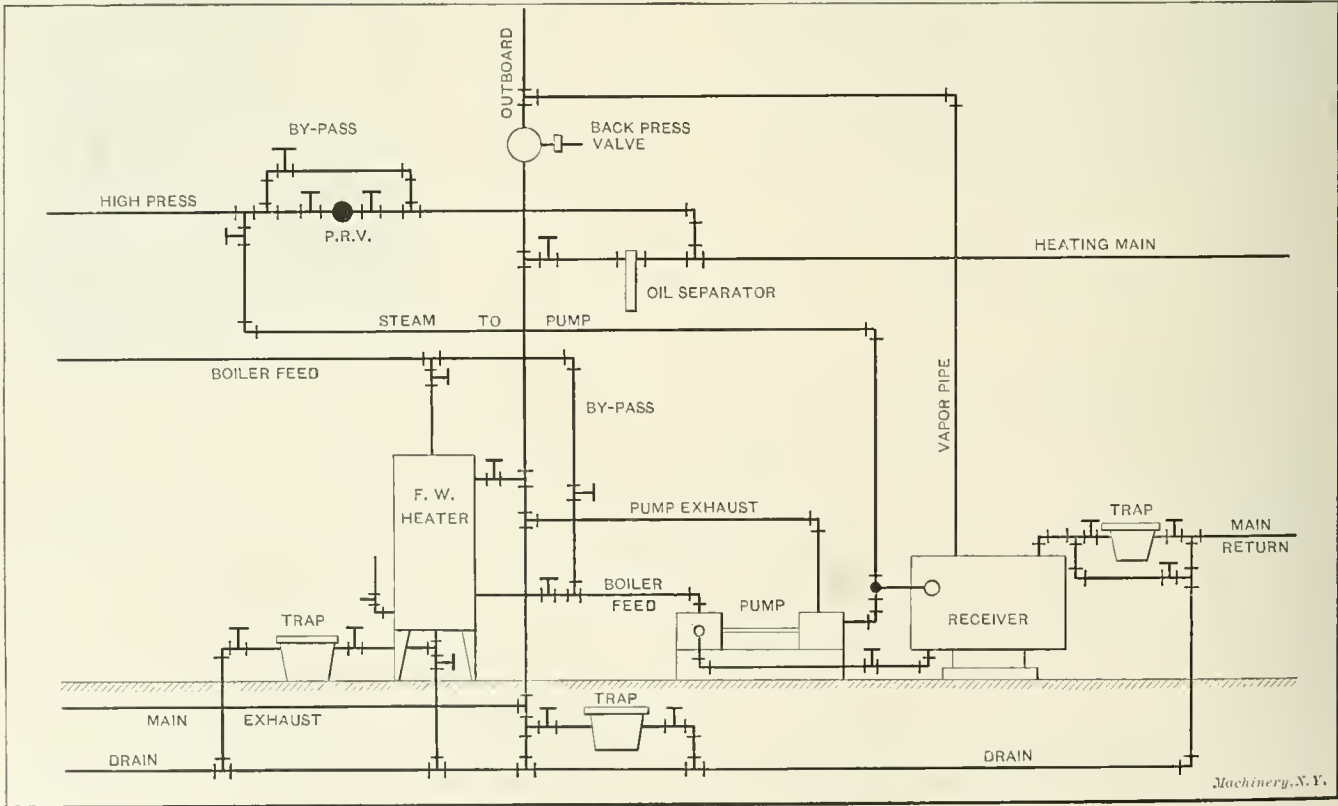 OUTBOARD
BY-PASS
BACK PRESS
VALVE
HIGH PRESS
P.R.V.
HEATING MAIN
OIL SEPARATOR
STEAM TO PUMP
BOILER FEED
BY-PASS
VAPOR PIPE
F. W.
HEATER
PUMP EXHAUST
TRAP
MAIN
RETURN
BOILER
FEED
PUMP
RECEIVER
TRAP
TRAP
MAIN EXHAUST
DRAIN
DRAIN
Machinery, N.Y.